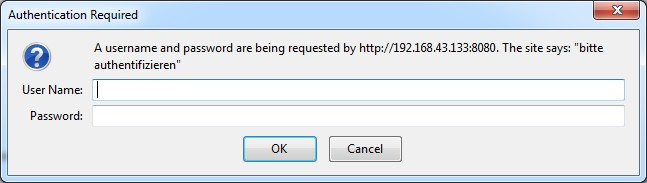 Authentication Required
A username and password are being requested by http://192.168.43.133:8080. The site says: "bitte
authentifizieren"
User Name:
Password:
OK Cancel